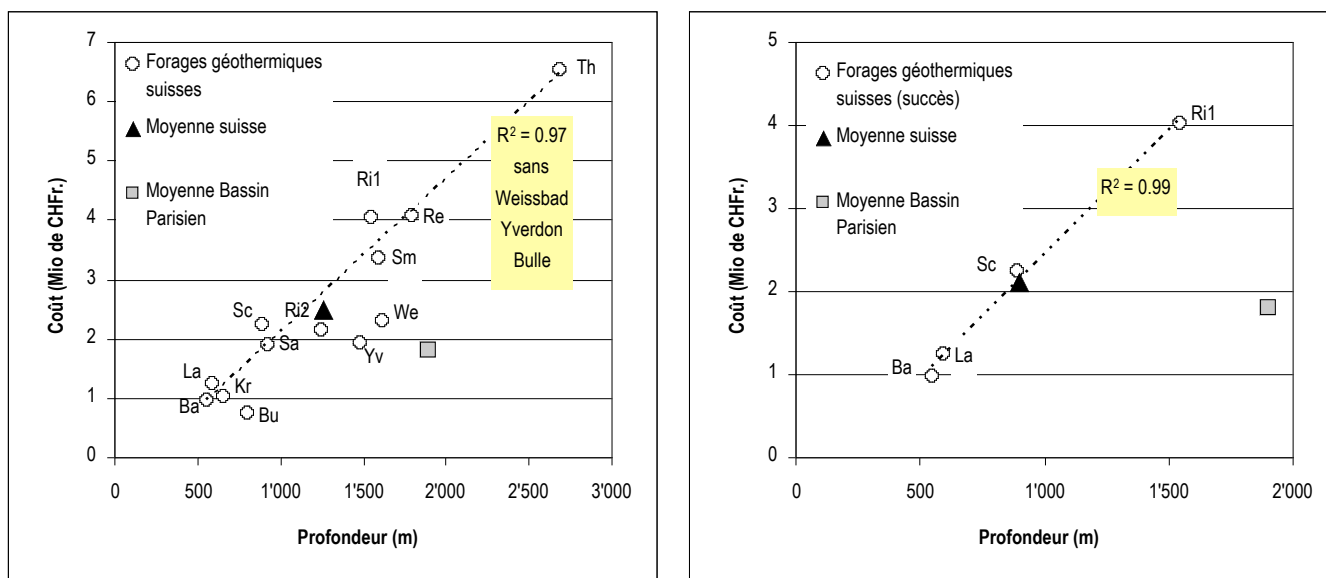 7
6
5
4
3
2
1
0
Coût (Mio de CHFr.)
0
500
1'000
1'500
2'000
2'500
3'000
Profondeur (m)
Forages géothermiques
suisses
Moyenne suisse
Moyenne Bassin
Parisien
R² = 0.97
sans
Weissbad
Yverdon
Bulle
Th
Ri1
Re
Sm
Sc
Ri2
We
Sa
Yv
La
Kr
Ba
Bu
5
4
3
2
1
0
Coût (Mio de CHFr.)
0
500
1'000
1'500
2'000
Profondeur (m)
Forages géothermiques
suisses (succès)
Moyenne suisse
Moyenne Bassin
Parisien
R² = 0.99
Ri1
Sc
La
Ba